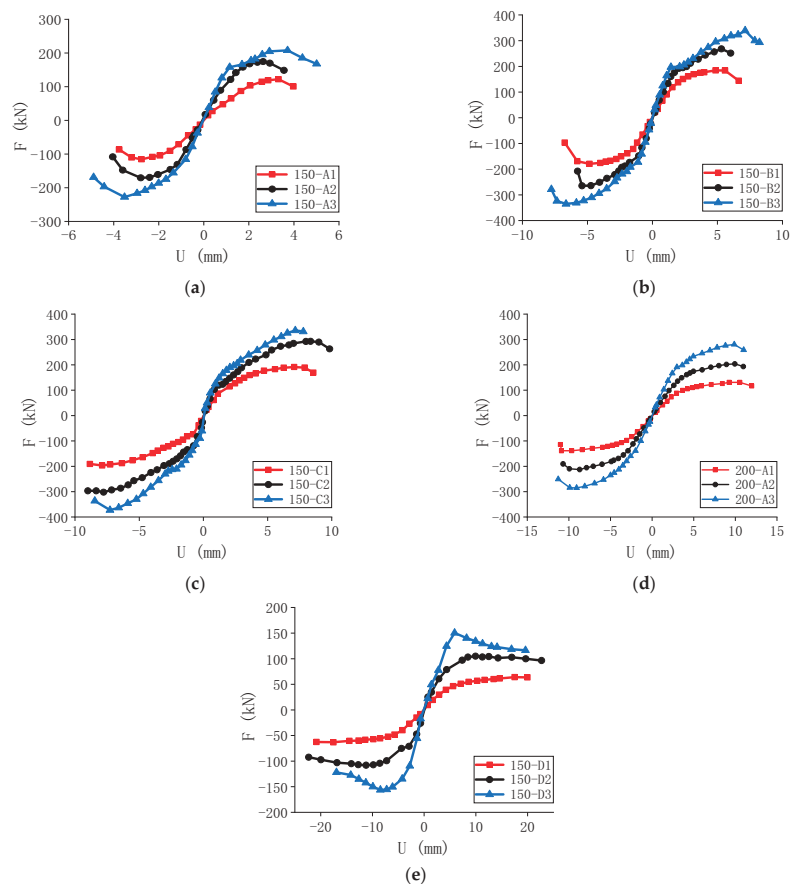 300
200
100
0
-100
-200
-300
F (kN)
-6 -4 -2 0 2 4 6
U (mm)
150-A1
150-A2
150-A3
(a)
400
300
200
100
0
-100
-200
-300
-400
F (kN)
-10 -5 0 5 10
U (mm)
150-B1
150-B2
150-B3
(b)
400
300
200
100
0
-100
-200
-300
-400
F (kN)
-10 -5 0 5 10
U (mm)
150-C1
150-C2
150-C3
(c)
400
300
200
100
0
-100
-200
-300
-400
F (kN)
-15 -10 -5 0 5 10 15
U (mm)
200-A1
200-A2
200-A3
(d)
200
150
100
50
0
-50
-100
-150
-200
F (kN)
-20 -10 0 10 20
U (mm)
150-D1
150-D2
150-D3
(e)